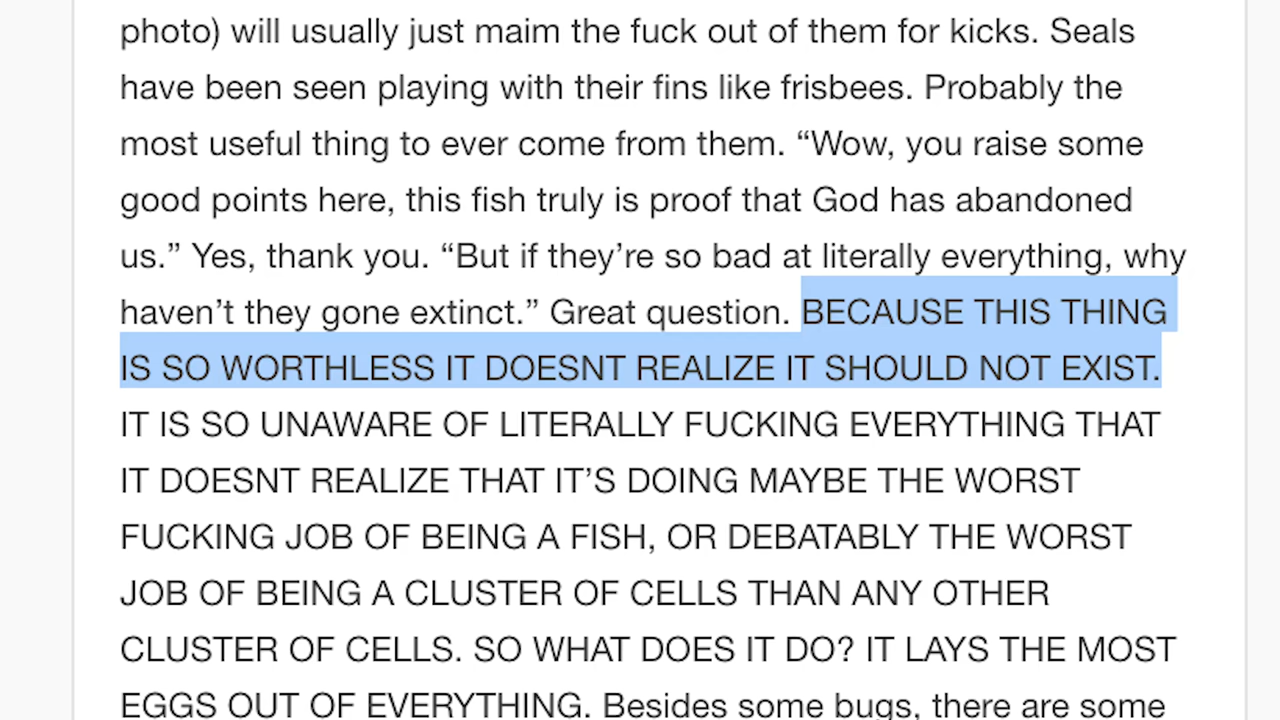 photo) will usually just maim the fuck out of them for kicks. Seals
have been seen playing with their fins like frisbees. Probably the
most useful thing to ever come from them. “Wow, you raise some
good points here, this fish truly is proof that God has abandoned
us.” Yes, thank you. “But if they’re so bad at literally everything, why
haven’t they gone extinct.” Great question. BECAUSE THIS THING
IS SO WORTHLESS IT DOESNT REALIZE IT SHOULD NOT EXIST.
IT IS SO UNAWARE OF LITERALLY FUCKING EVERYTHING THAT
IT DOESNT REALIZE THAT IT’S DOING MAYBE THE WORST
FUCKING JOB OF BEING A FISH, OR DEBATABLY THE WORST
JOB OF BEING A CLUSTER OF CELLS THAN ANY OTHER
CLUSTER OF CELLS. SO WHAT DOES IT DO? IT LAYS THE MOST
EGGS OUT OF EVERYTHING. Besides some bugs, there are some